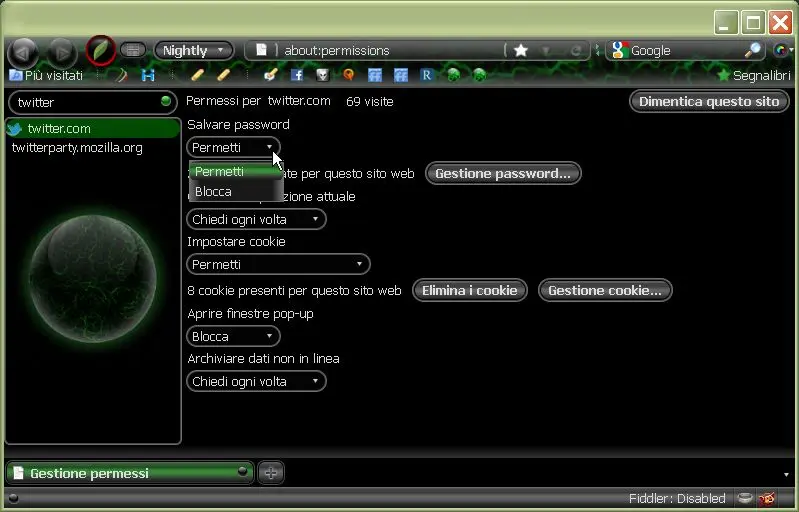 Nightly
about:permissions
Google
Più visitati
Segnalibri
twitter
Permessi per twitter.com 69 visite
Dimentica questo sito
twitter.com
twitterparty.mozilla.org
Salvare password
Permetti
Permetti
Blocca
ate per questo sito web
Gestione password...
zione attuale
Chiedi ogni volta
Impostare cookie
Permetti
8 cookie presenti per questo sito web
Elimina i cookie
Gestione cookie...
Aprire finestre pop-up
Blocca
Archiviare dati non in linea
Chiedi ogni volta
Gestione permessi
Fiddler: Disabled